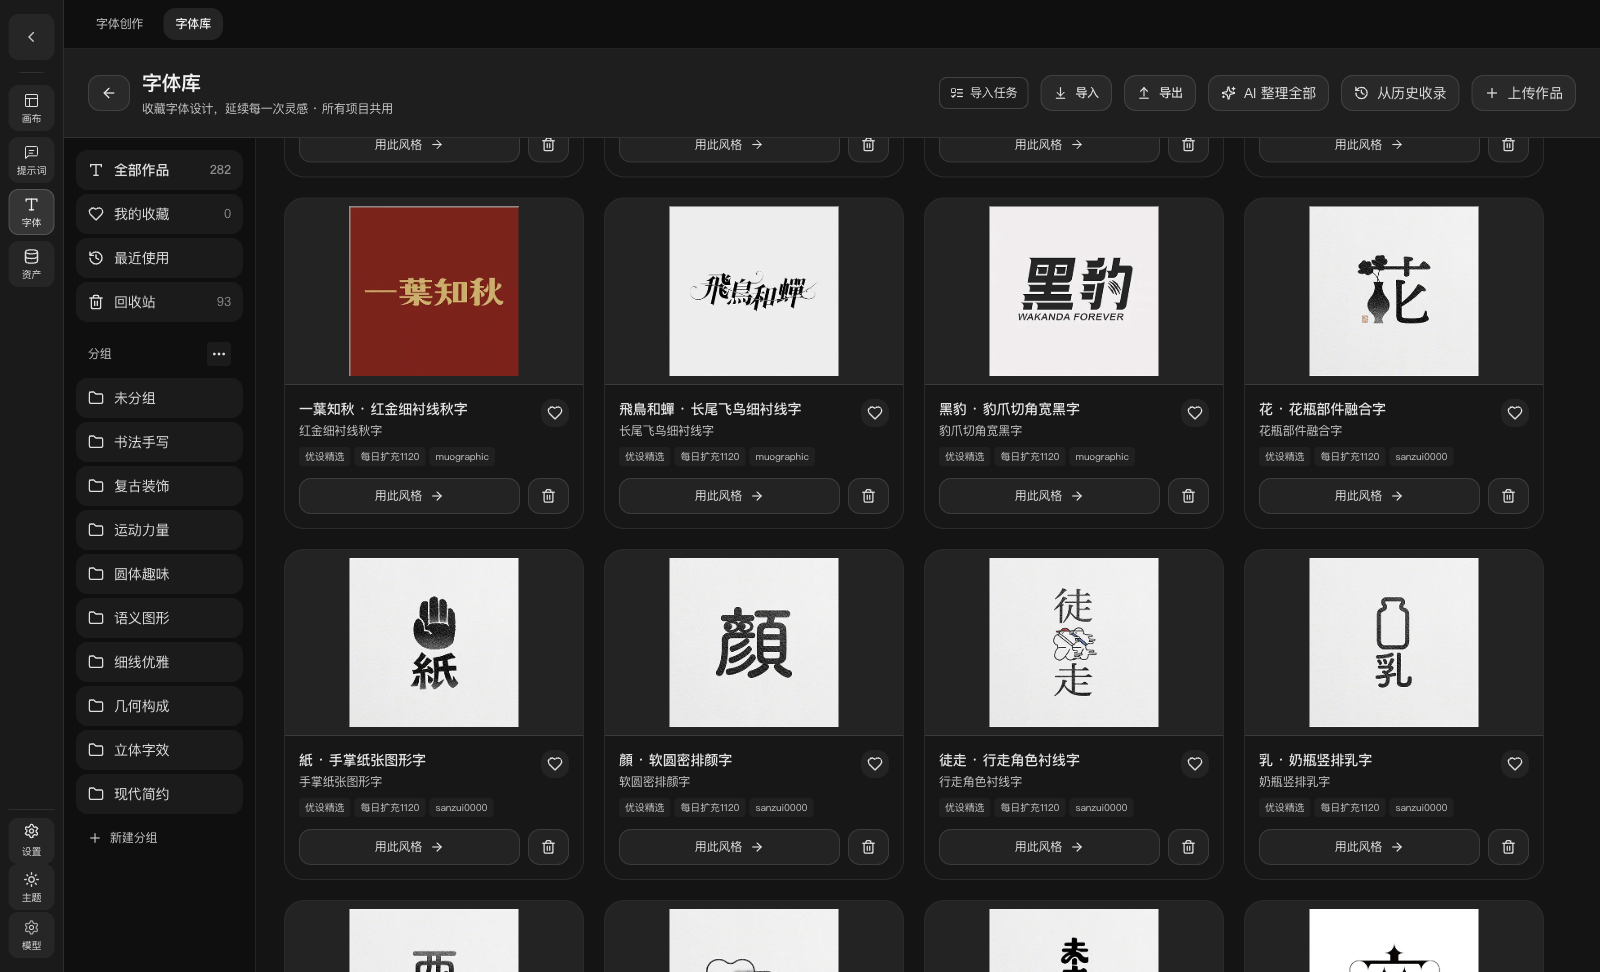 字体创作
字体库
画布
提示词
字体
资产
设置
主题
模型
字体库
收藏字体设计，延续每一次灵感 · 所有项目共用
导入任务
导入
导出
AI 整理全部
从历史收录
上传作品
全部作品 282
我的收藏 0
最近使用
回收站 93
分组
未分组
书法手写
复古装饰
运动力量
圆体趣味
语义图形
细线优雅
几何构成
立体字效
现代简约
新建分组
用此风格
用此风格
用此风格
用此风格
一葉知秋
一葉知秋 · 红金细衬线秋字
红金细衬线秋字
优设精选 每日扩充1120 muographic
用此风格
飛鳥和蟬
飛鳥和蟬 · 长尾飞鸟细衬线字
长尾飞鸟细衬线字
优设精选 每日扩充1120 muographic
用此风格
黑豹
WAKANDA FOREVER
黑豹 · 豹爪切角宽黑字
豹爪切角宽黑字
优设精选 每日扩充1120 muographic
用此风格
花
花 · 花瓶部件融合字
花瓶部件融合字
优设精选 每日扩充1120 sanzui0000
用此风格
紙
紙 · 手掌纸张图形字
手掌纸张图形字
优设精选 每日扩充1120 sanzui0000
用此风格
顏
顏 · 软圆密排颜字
软圆密排颜字
优设精选 每日扩充1120 sanzui0000
用此风格
徒
走
徒走 · 行走角色衬线字
行走角色衬线字
优设精选 每日扩充1120 sanzui0000
用此风格
乳
乳 · 奶瓶竖排乳字
奶瓶竖排乳字
优设精选 每日扩充1120 sanzui0000
用此风格